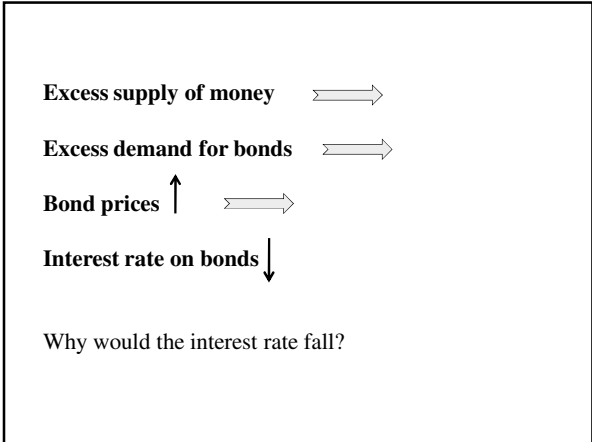 Excess supply of money
Excess demand for bonds
Bond prices
Interest rate on bonds
Why would the interest rate fall?